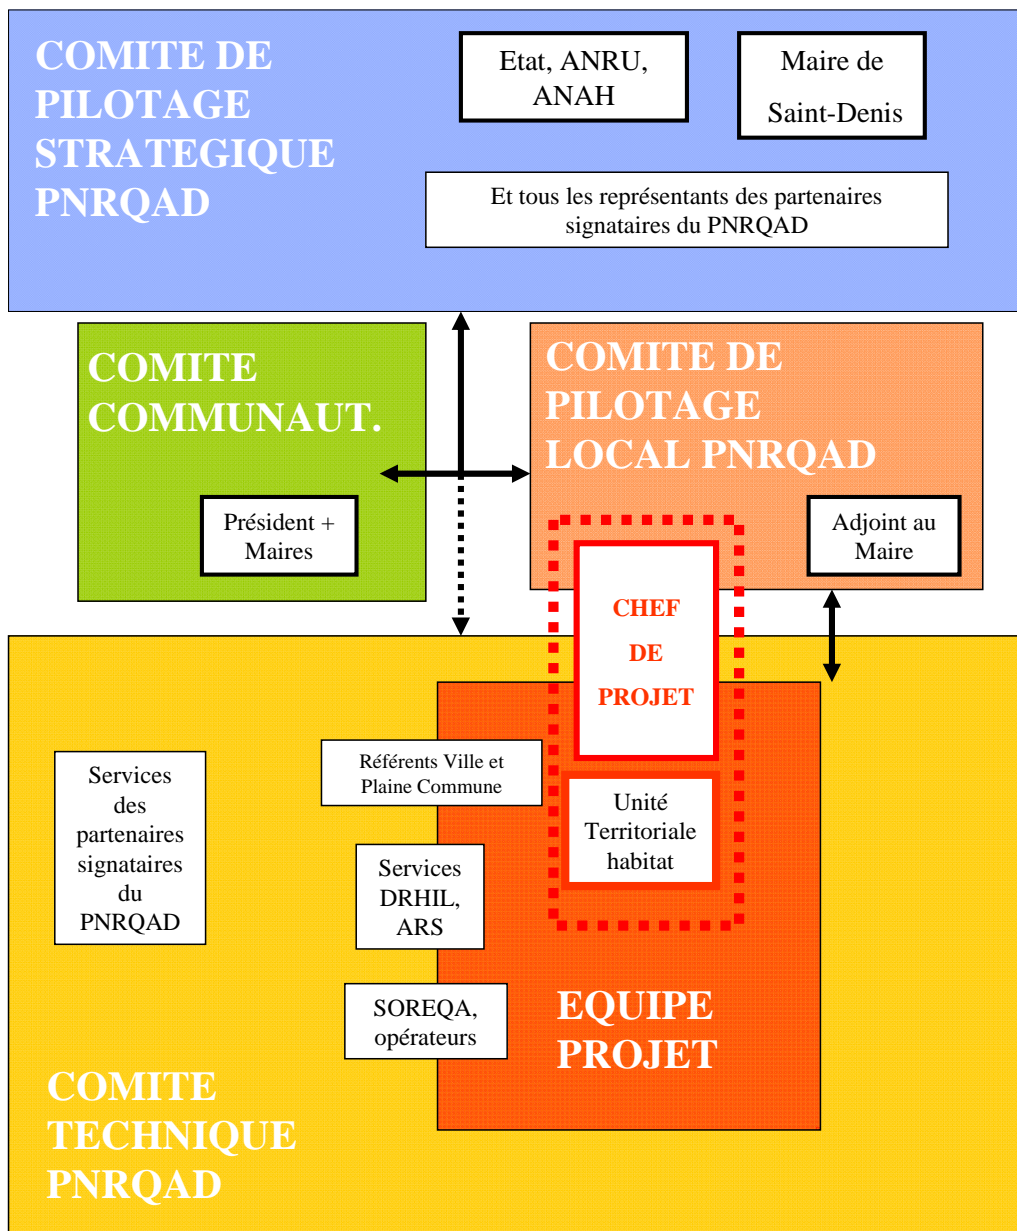 COMITE DE
PILOTAGE
STRATEGIQUE
PNRQAD
Etat, ANRU,
ANAH
Maire de
Saint-Denis
Et tous les représentants des partenaires
signataires du PNRQAD
COMITE
COMMUNAUT.
Président +
Maires
COMITE DE
PILOTAGE
LOCAL PNRQAD
Adjoint au
Maire
CHEF
DE
PROJET
Référents Ville et
Plaine Commune
Unité
Territoriale
habitat
Services
des
partenaires
signataires
du
PNRQAD
Services
DRHIL,
ARS
SOREQA,
opérateurs
EQUIPE
PROJET
COMITE
TECHNIQUE
PNRQAD